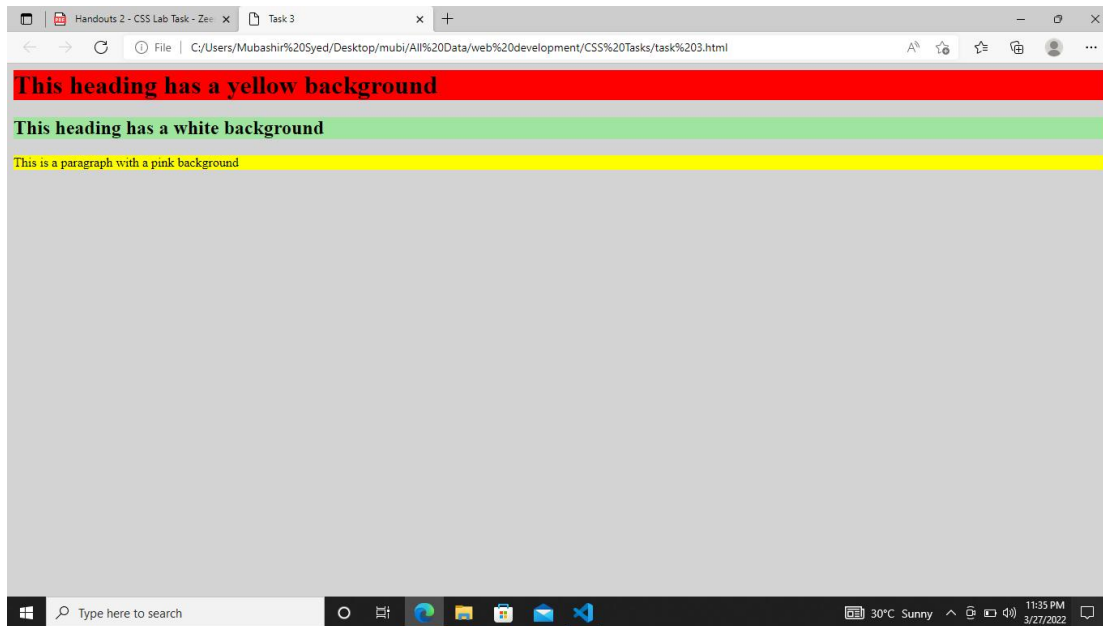 Handouts 2 - CSS Lab Task - Zee
Task 3
File | C:/Users/Mubashir%20Syed/Desktop/mubi/All%20Data/web%20development/CSS%20Tasks/task%203.html
This heading has a yellow background
This heading has a white background
This is a paragraph with a pink background
Type here to search
30°C Sunny
11:35 PM
3/27/2022